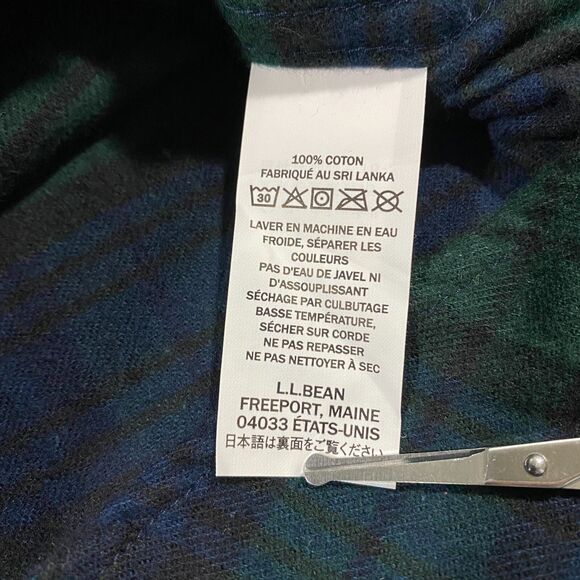 100% COTON
FABRIQUÉ AU SRI LANKA
30
LAVER EN MACHINE EN EAU
FROIDE, SÉPARER LES
COULEURS
PAS D'EAU DE JAVEL NI
D'ASSOUPLISSANT
SÉCHAGE PAR CULBUTAGE
BASSE TEMPÉRATURE,
SÉCHER SUR CORDE
NE PAS REPASSER
NE PAS NETTOYER À SEC
L.L.BEAN
FREEPORT, MAINE
04033 ÉTATS-UNIS
日本語は裏面をご覧ください